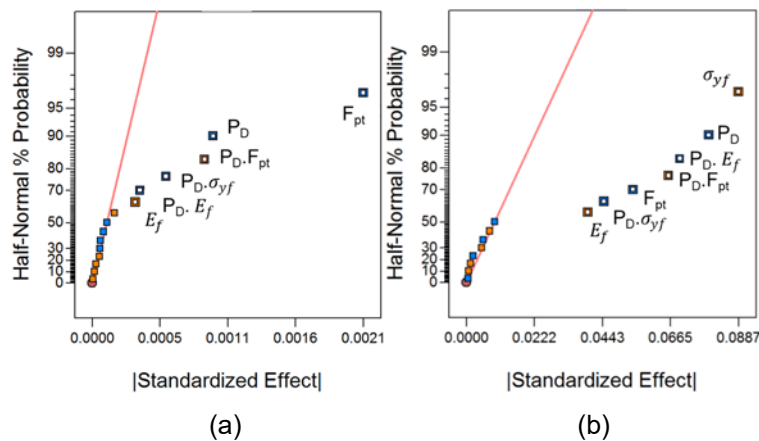 Half-Normal % Probability
99
95
90
80
70
50
30
20
10
0
F_pt
P_D
P_D.F_pt
P_D.σ_yf
P_D. E_f
E_f
0.0000
0.0005
0.0011
0.0016
0.0021
|Standardized Effect|
(a)
Half-Normal % Probability
99
95
90
80
70
50
30
20
10
0
σ_yf
P_D
P_D. E_f
P_D.F_pt
F_pt
P_D.σ_yf
E_f
0.0000
0.0222
0.0443
0.0665
0.0887
|Standardized Effect|
(b)